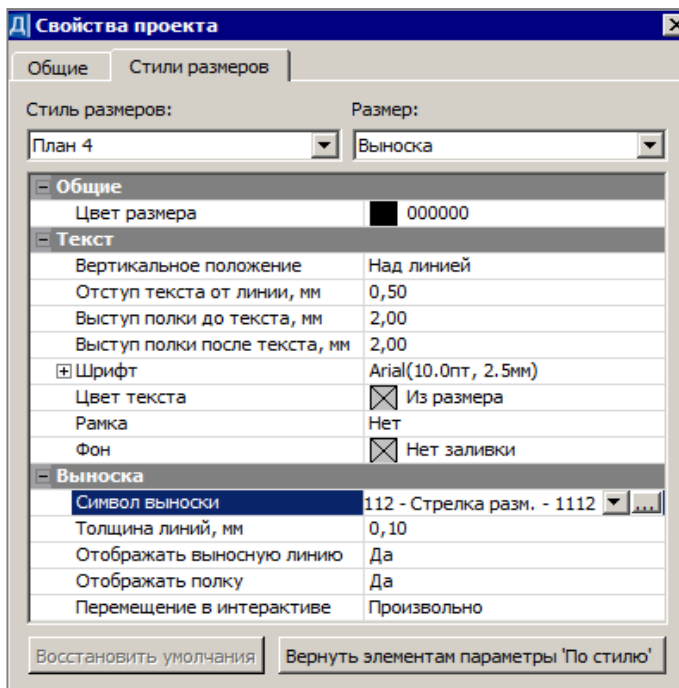 Д Свойства проекта
Общие Стили размеров
Стиль размеров: Размер:
План 4 Выноска
Общие
Цвет размера 000000
Текст
Вертикальное положение Над линией
Отступ текста от линии, мм 0,50
Выступ полки до текста, мм 2,00
Выступ полки после текста, мм 2,00
Шрифт Arial(10.0пт, 2.5мм)
Цвет текста Из размера
Рамка Нет
Фон Нет заливки
Выноска
Символ выноски 112 - Стрелка разм. - 1112 ...
Толщина линий, мм 0,10
Отображать выносную линию Да
Отображать полку Да
Перемещение в интерактиве Произвольно
Восстановить умолчания Вернуть элементам параметры 'По стилю'